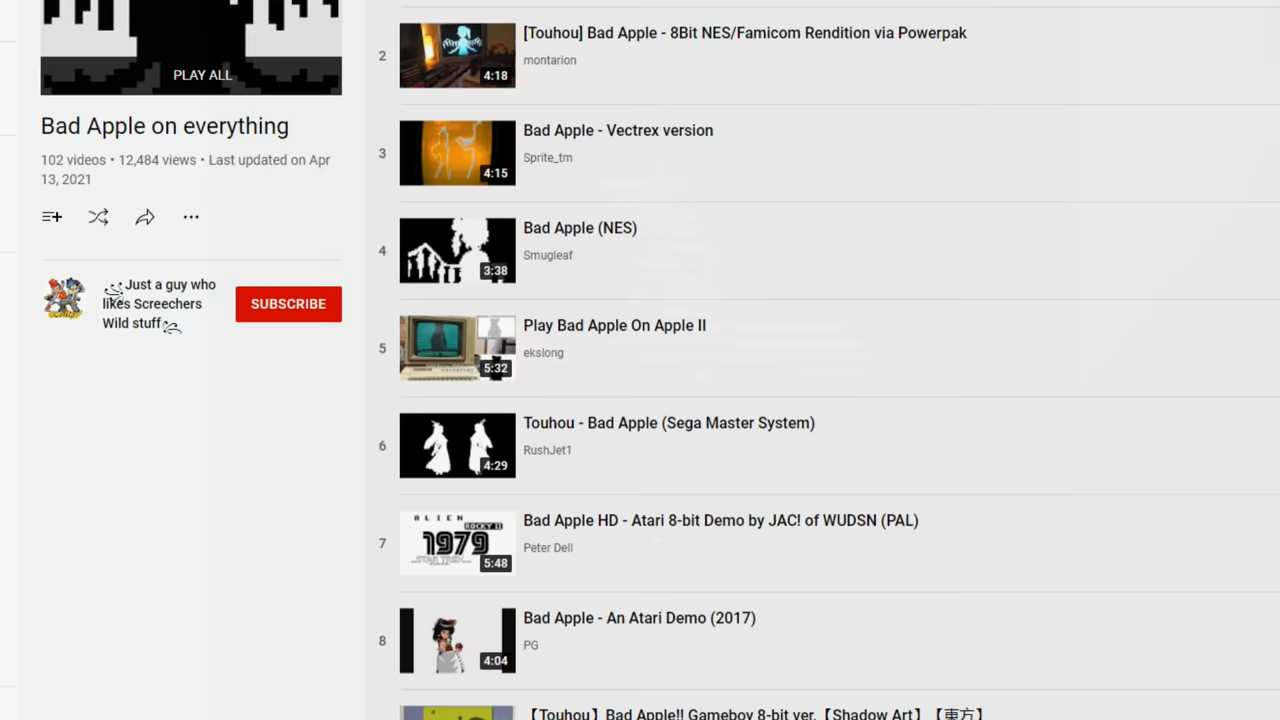 PLAY ALL
Bad Apple on everything
102 videos • 12,484 views • Last updated on Apr
13, 2021
Just a guy who
likes Screechers
Wild stuff
SUBSCRIBE
2
4:18
[Touhou] Bad Apple - 8Bit NES/Famicom Rendition via Powerpak
montarion
3
4:15
Bad Apple - Vectrex version
Sprite_tm
4
3:38
Bad Apple (NES)
Smugleaf
5
5:32
Play Bad Apple On Apple II
ekslong
6
4:29
Touhou - Bad Apple (Sega Master System)
RushJet1
7
ALIEN
ROCKY II
1979
STAR TREK
5:48
Bad Apple HD - Atari 8-bit Demo by JAC! of WUDSN (PAL)
Peter Dell
8
4:04
Bad Apple - An Atari Demo (2017)
PG
【Touhou】Bad Apple!! Gameboy 8-bit ver.【Shadow Art】【東方】